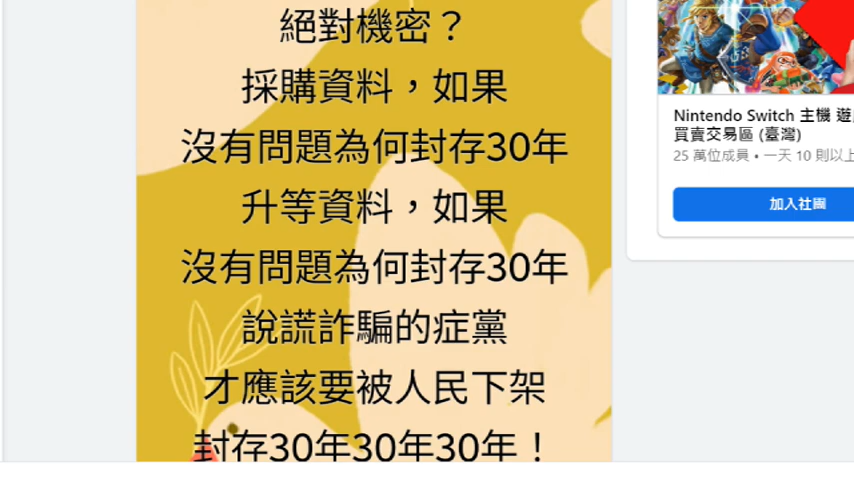 絕對機密？
採購資料，如果
沒有問題為何封存30年
升等資料，如果
沒有問題為何封存30年
說謊詐騙的症黨
才應該要被人民下架
封存30年30年30年！
Nintendo Switch 主機 遊
買賣交易區 (臺灣)
25 萬位成員 • 一天 10 則以上
加入社團